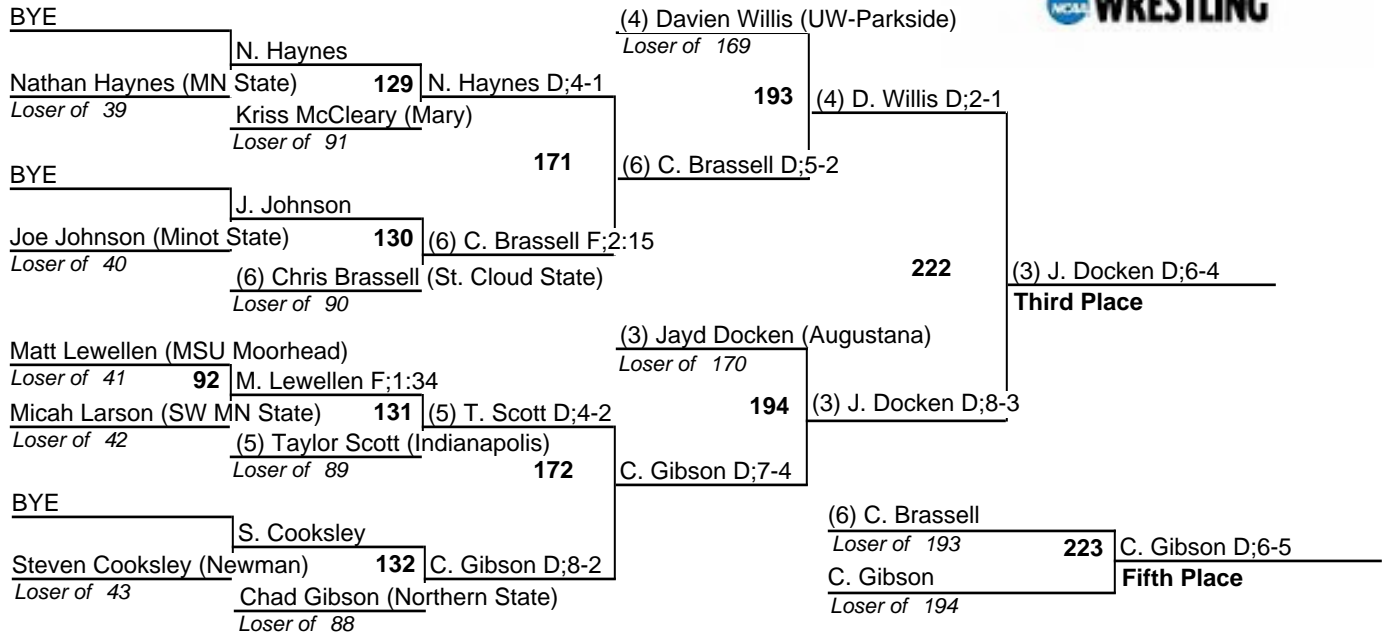 BYE
(4) Davien Willis (UW-Parkside)
NCAA WRESTLING
N. Haynes
Loser of 169
Nathan Haynes (MN State)
129
N. Haynes D;4-1
193
(4) D. Willis D;2-1
Loser of 39
Kriss McCleary (Mary)
Loser of 91
171
(6) C. Brassell D;5-2
BYE
J. Johnson
Joe Johnson (Minot State)
130
(6) C. Brassell F;2:15
Loser of 40
(6) Chris Brassell (St. Cloud State)
Loser of 90
222
(3) J. Docken D;6-4
Third Place
Matt Lewellen (MSU Moorhead)
(3) Jayd Docken (Augustana)
Loser of 41
92
M. Lewellen F;1:34
Loser of 170
Micah Larson (SW MN State)
131
(5) T. Scott D;4-2
194
(3) J. Docken D;8-3
Loser of 42
(5) Taylor Scott (Indianapolis)
Loser of 89
172
C. Gibson D;7-4
BYE
S. Cooksley
Steven Cooksley (Newman)
132
C. Gibson D;8-2
Loser of 43
Chad Gibson (Northern State)
Loser of 88
(6) C. Brassell
Loser of 193
223
C. Gibson D;6-5
C. Gibson
Fifth Place
Loser of 194